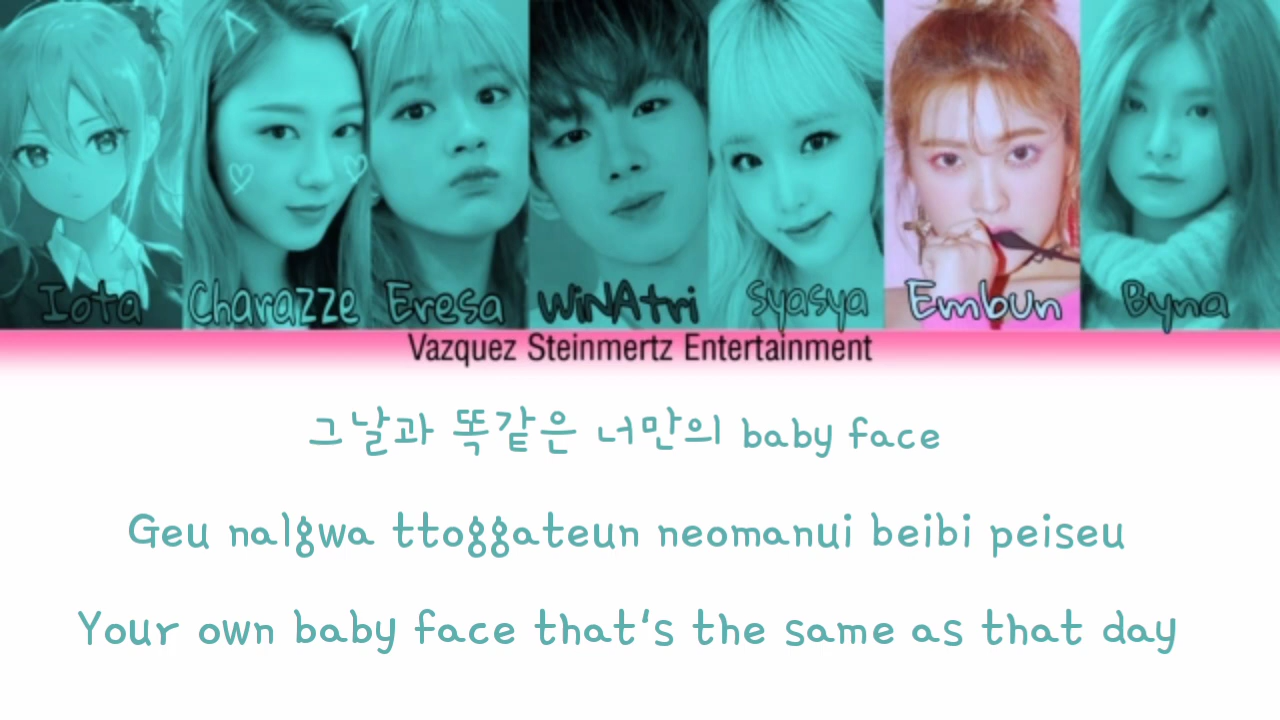 Iota Charazze Eresa WiNAtri Syasya Embun Byna
Vazquez Steinmertz Entertainment
그날과 똑같은 너만의 baby face
Geu nalgwa ttoggateun neomanui beibi peiseu
Your own baby face that's the same as that day